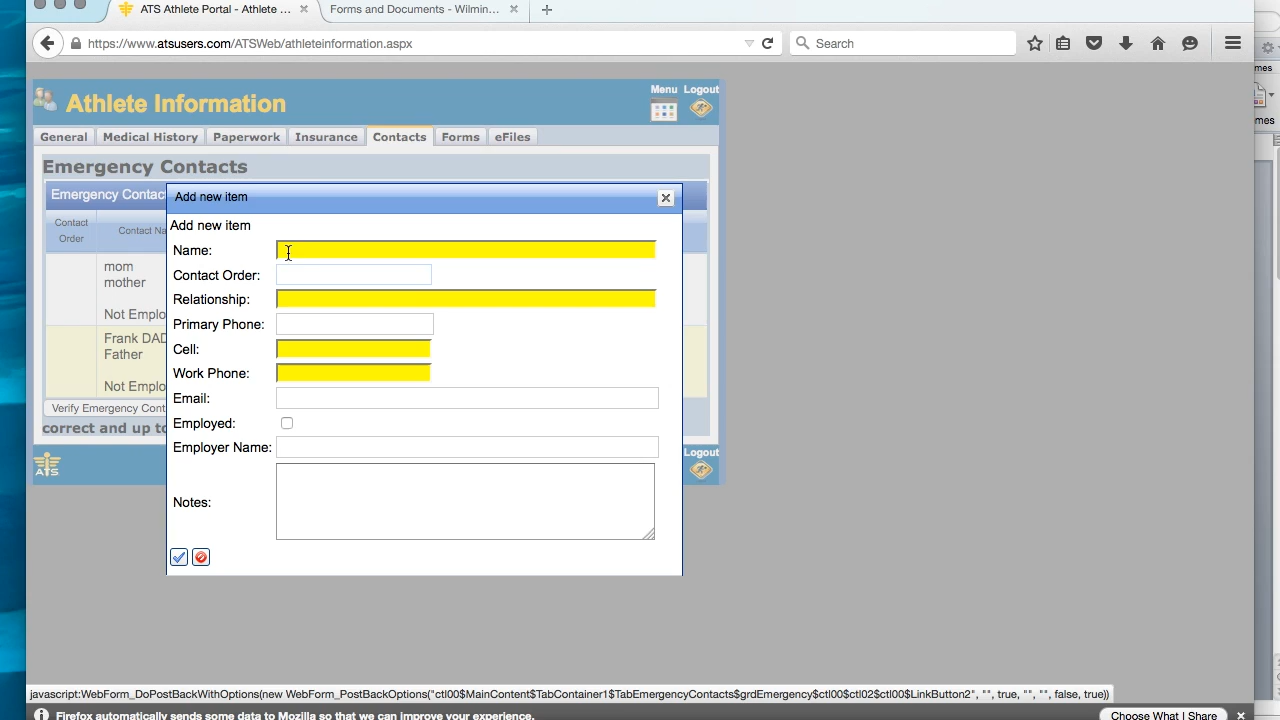 ATS Athlete Portal - Athlete ...
Forms and Documents - Wilmin...
https://www.atsusers.com/ATSWeb/athleteinformation.aspx
Search
Athlete Information
Menu Logout
General
Medical History
Paperwork
Insurance
Contacts
Forms
eFiles
Emergency Contacts
Emergency Contac
Contact
Order
Contact Na
mom
mother
Not Emplo
Frank DAD
Father
Not Emplo
Verify Emergency Cont
correct and up to
Add new item
Add new item
Name:
Contact Order:
Relationship:
Primary Phone:
Cell:
Work Phone:
Email:
Employed:
Employer Name:
Notes:
ATS
Logout
mes
mes
javascript:WebForm_DoPostBackWithOptions(new WebForm_PostBackOptions("ctl00$MainContent$TabContainer1$TabEmergencyContacts$grdEmergency$ctl00$ctl02$ctl00$LinkButton2", "", true, "", "", false, true))
Firefox automatically sends some data to Mozilla so that we can improve your experience.
Choose What I Share